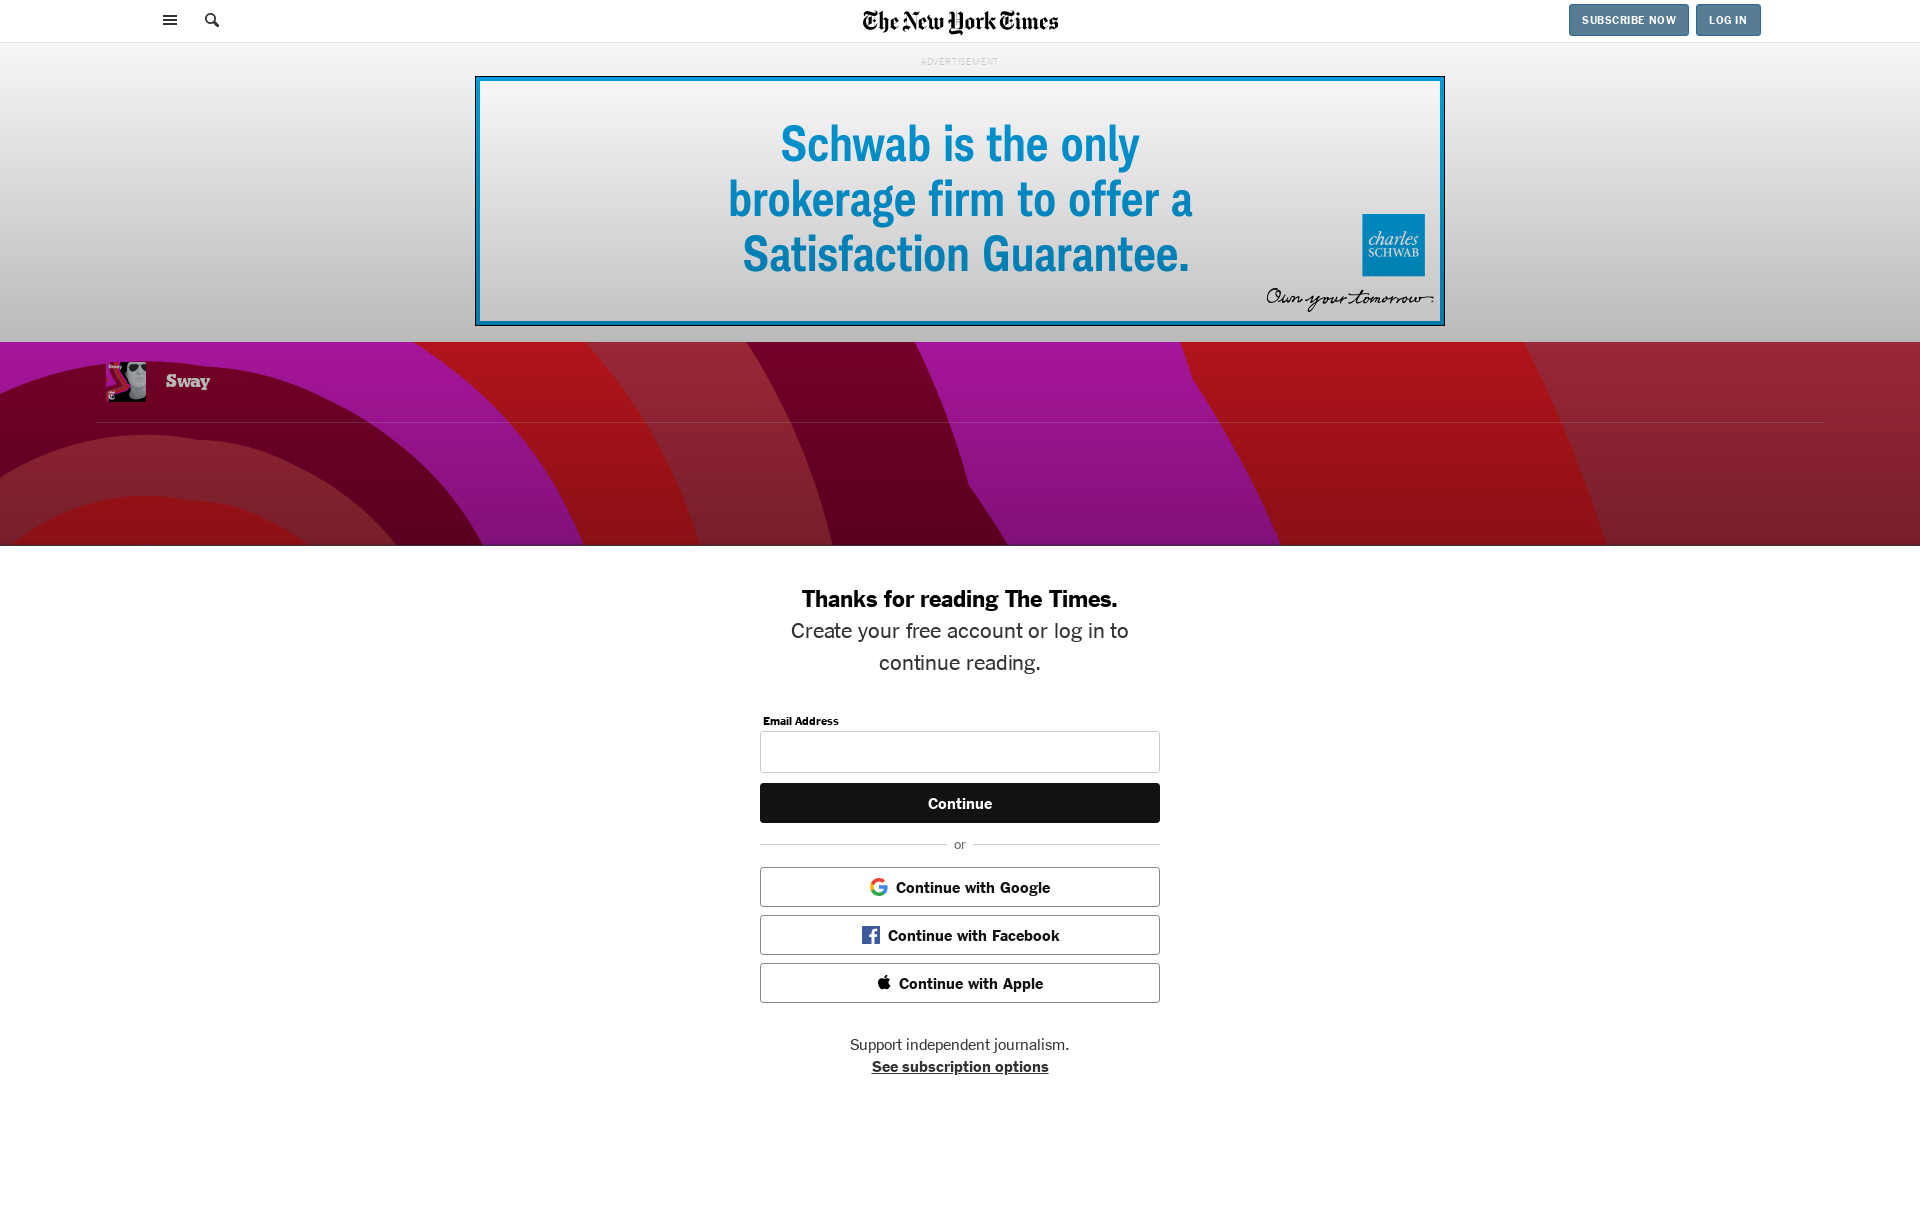 The New York Times
SUBSCRIBE NOW
LOG IN
ADVERTISEMENT
Schwab is the only
brokerage firm to offer a
Satisfaction Guarantee.
charles
SCHWAB
Own your tomorrow
Sway
Thanks for reading The Times.
Create your free account or log in to
continue reading.
Email Address
Continue
or
Continue with Google
Continue with Facebook
Continue with Apple
Support independent journalism.
See subscription options